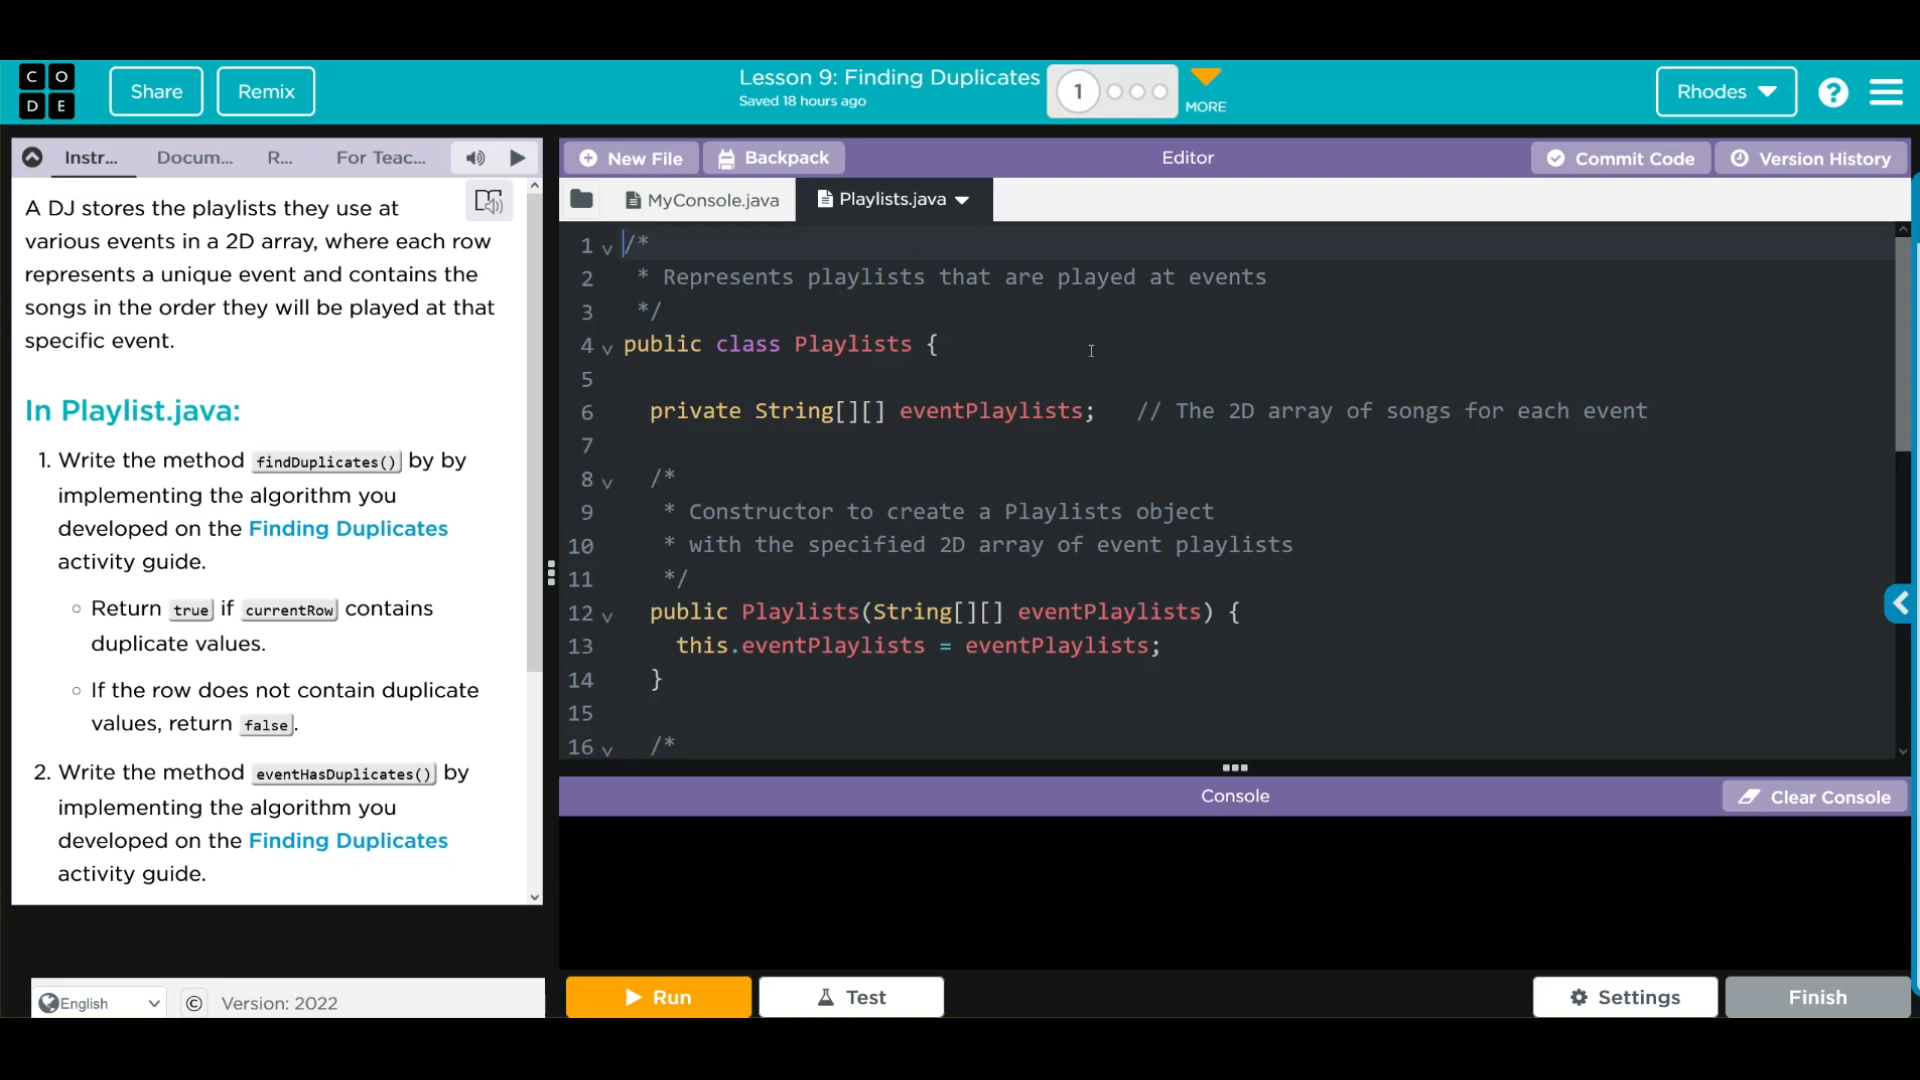 C O
D E
Share
Remix
Lesson 9: Finding Duplicates
Saved 18 hours ago
1
MORE
Rhodes
?
Instr...
Docum...
R...
For Teac...
A DJ stores the playlists they use at
various events in a 2D array, where each row
represents a unique event and contains the
songs in the order they will be played at that
specific event.
In Playlist.java:
1. Write the method findDuplicates() by by
implementing the algorithm you
developed on the Finding Duplicates
activity guide.
Return true if currentRow contains
duplicate values.
If the row does not contain duplicate
values, return false.
2. Write the method eventHasDuplicates() by
implementing the algorithm you
developed on the Finding Duplicates
activity guide.
English
© Version: 2022
New File
Backpack
Editor
Commit Code
Version History
MyConsole.java
Playlists.java
1 /*
2 * Represents playlists that are played at events
3 */
4 public class Playlists {
5
6 private String[][] eventPlaylists; // The 2D array of songs for each event
7
8 /*
9 * Constructor to create a Playlists object
10 * with the specified 2D array of event playlists
11 */
12 public Playlists(String[][] eventPlaylists) {
13 this.eventPlaylists = eventPlaylists;
14 }
15
16 /*
Console
Clear Console
Run
Test
Settings
Finish